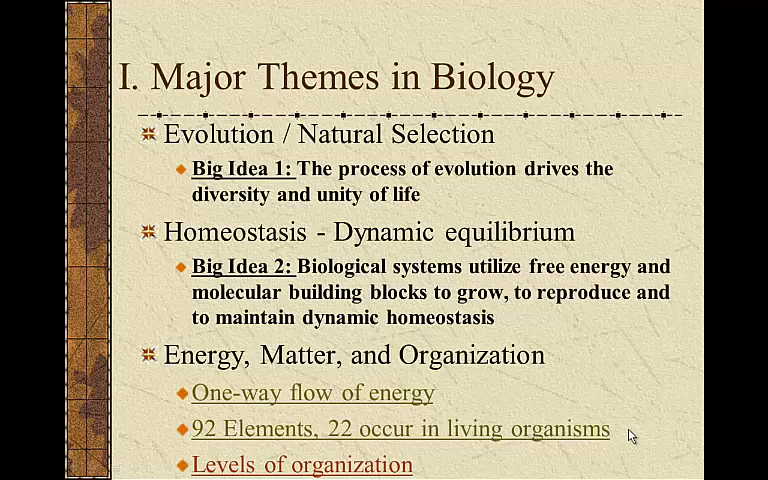 I. Major Themes in Biology
Evolution / Natural Selection
Big Idea 1: The process of evolution drives the
diversity and unity of life
Homeostasis - Dynamic equilibrium
Big Idea 2: Biological systems utilize free energy and
molecular building blocks to grow, to reproduce and
to maintain dynamic homeostasis
Energy, Matter, and Organization
One-way flow of energy
92 Elements, 22 occur in living organisms
Levels of organization